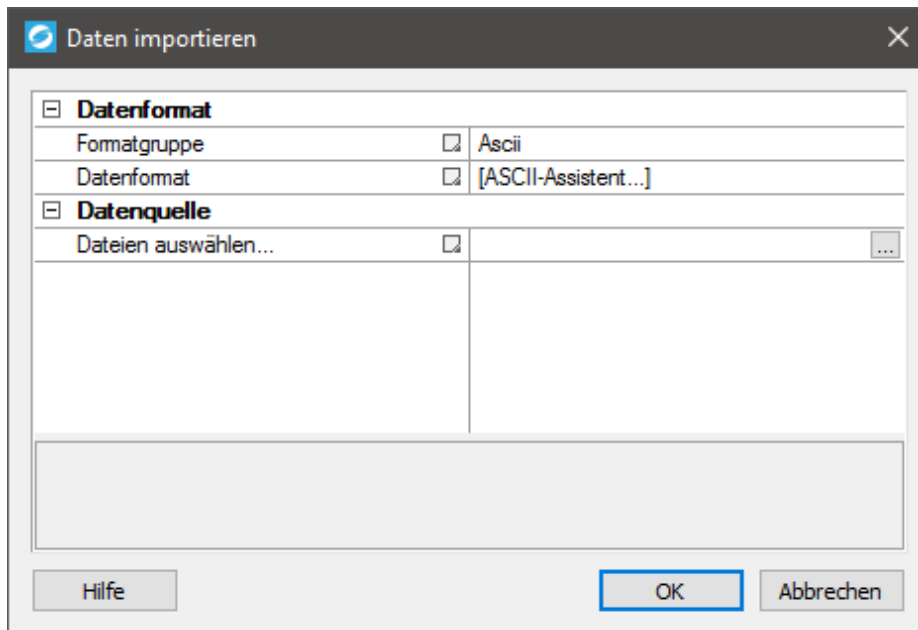 Daten importieren
Datenformat
Formatgruppe Ascii
Datenformat [ASCII-Assistent...]
Datenquelle
Dateien auswählen... ...
Hilfe OK Abbrechen